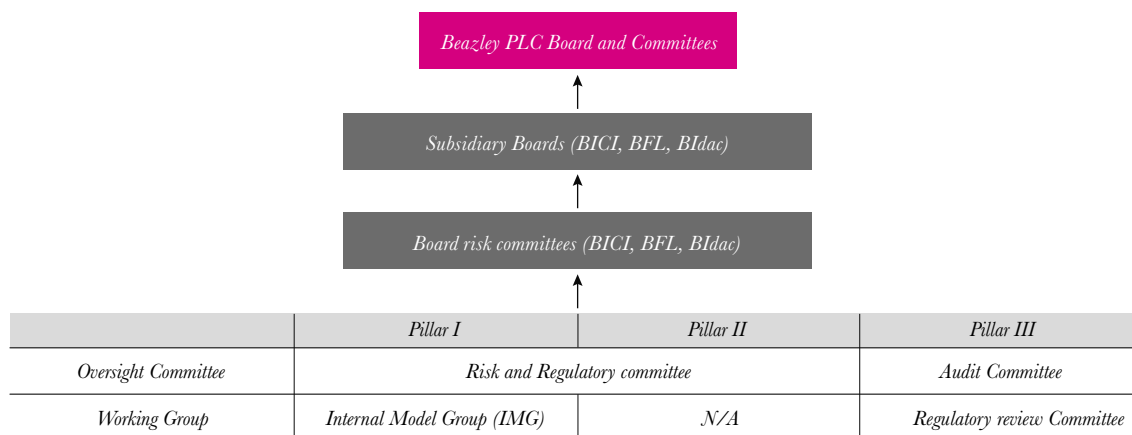 Beazley PLC Board and Committees
Subsidiary Boards (BICI, BFL, BIdac)
Board risk committees (BICI, BFL, BIdac)
Pillar I Pillar II Pillar III
Oversight Committee Risk and Regulatory committee Audit Committee
Working Group Internal Model Group (IMG) N/A Regulatory review Committee